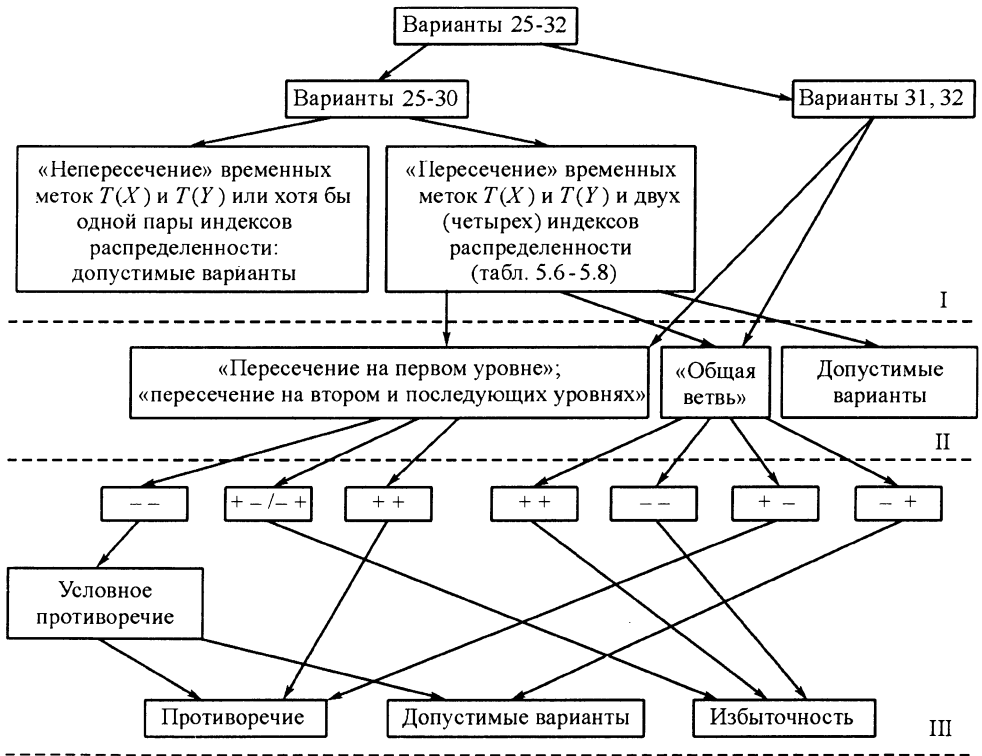 Варианты 25-32
Варианты 25-30
Варианты 31, 32
«Непересечение» временных
меток T(X) и T(Y) или хотя бы
одной пары индексов
распределенности:
допустимые варианты
«Пересечение» временных
меток T(X) и T(Y) и двух
(четырех) индексов
распределенности
(табл. 5.6-5.8)
I
«Пересечение на первом уровне»;
«пересечение на втором и последующих уровнях»
«Общая
ветвь»
Допустимые
варианты
II
– –
+ – /– +
+ +
+ +
– –
+ –
– +
Условное
противоречие
Противоречие
Допустимые варианты
Избыточность
III